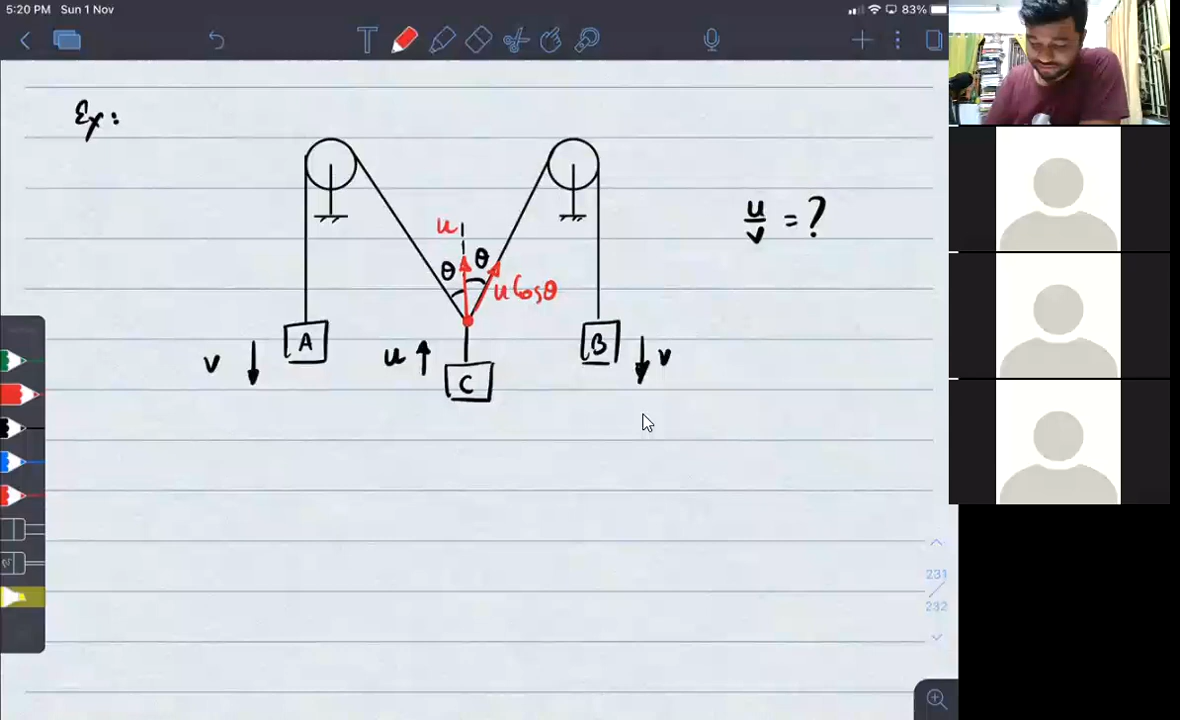 5:20 PM Sun 1 Nov
83%
T
Ex:
u
θ θ
u Cosθ
u/v = ?
v
A
u
C
B
v
231
232